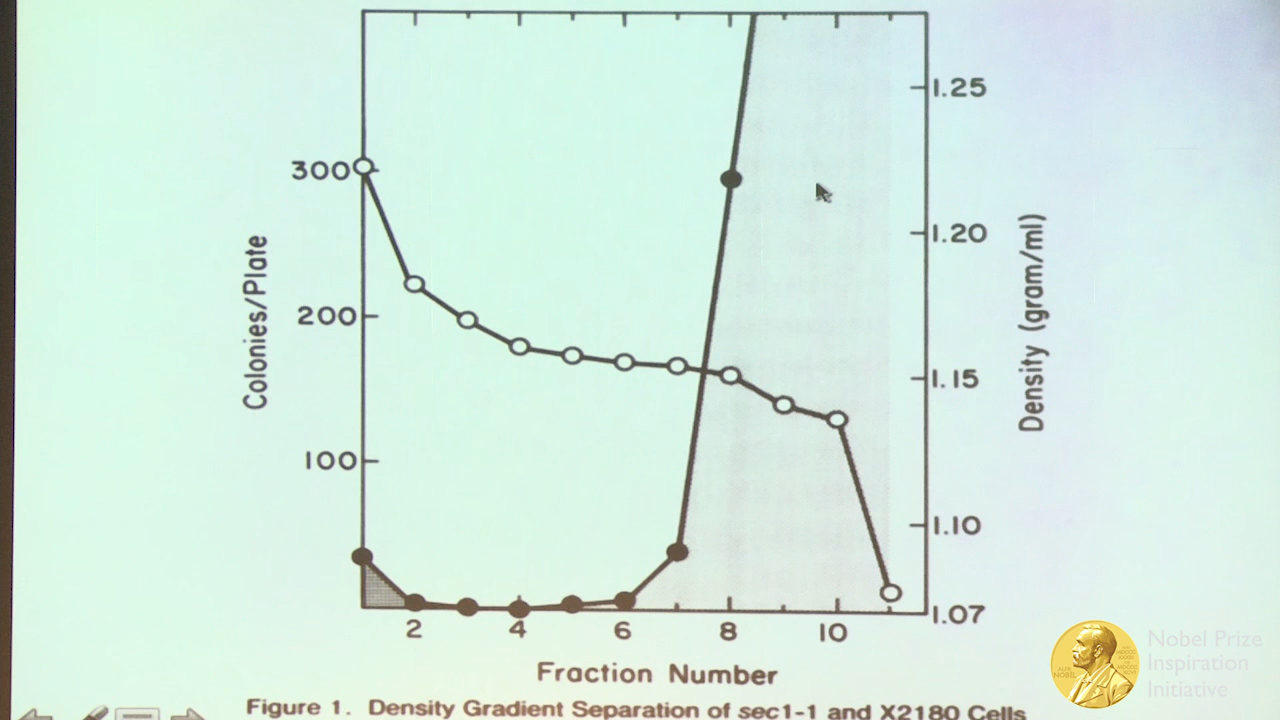 1.25
300
1.20
Colonies/Plate
Density (gram/ml)
200
1.15
100
1.10
1.07
2 4 6 8 10
Fraction Number
Figure 1. Density Gradient Separation of sec1-1 and X2180 Cells
Nobel Prize
Inspiration
Initiative